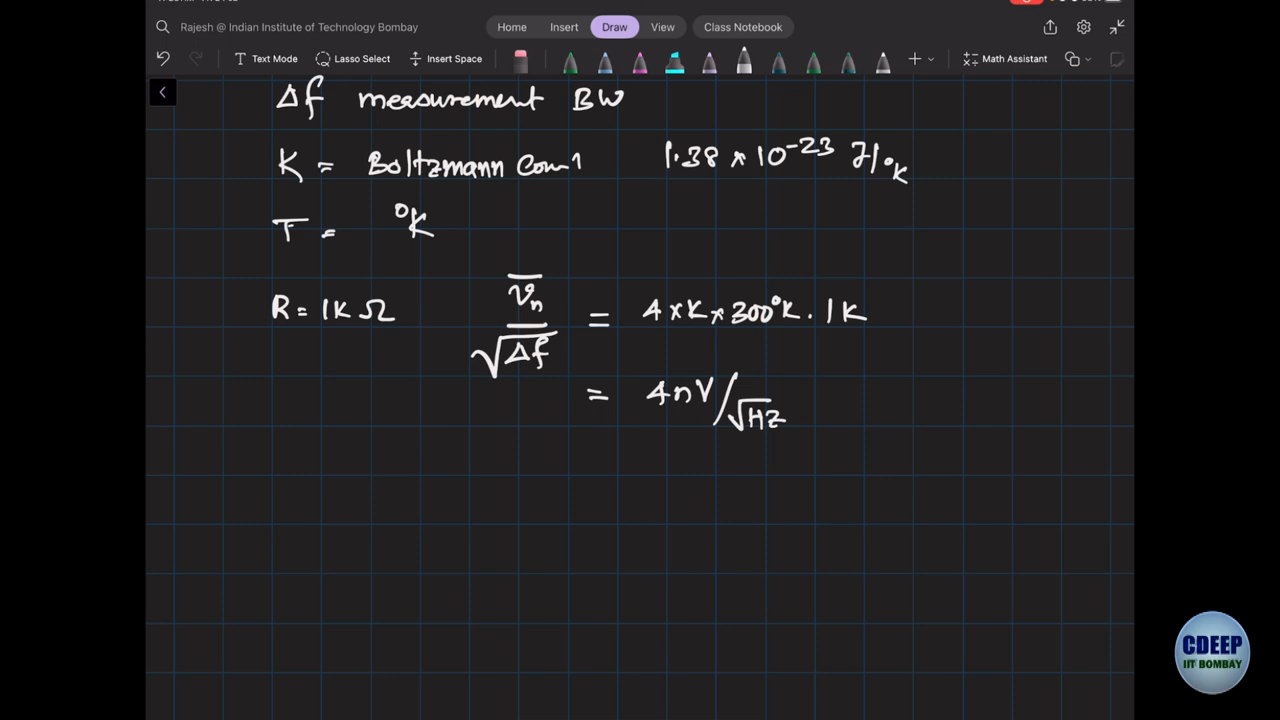 Rajesh @ Indian Institute of Technology Bombay Home Insert Draw View Class Notebook
Text Mode Lasso Select Insert Space Math Assistant
Δf measurement BW
K = Boltzmann Const 1.38 × 10⁻²³ J/°K
T = °K
R = 1K Ω v̅ₙ / √Δf = 4 × K × 300°K · 1K
= 4nV/√HZ
CDEEP
IIT BOMBAY